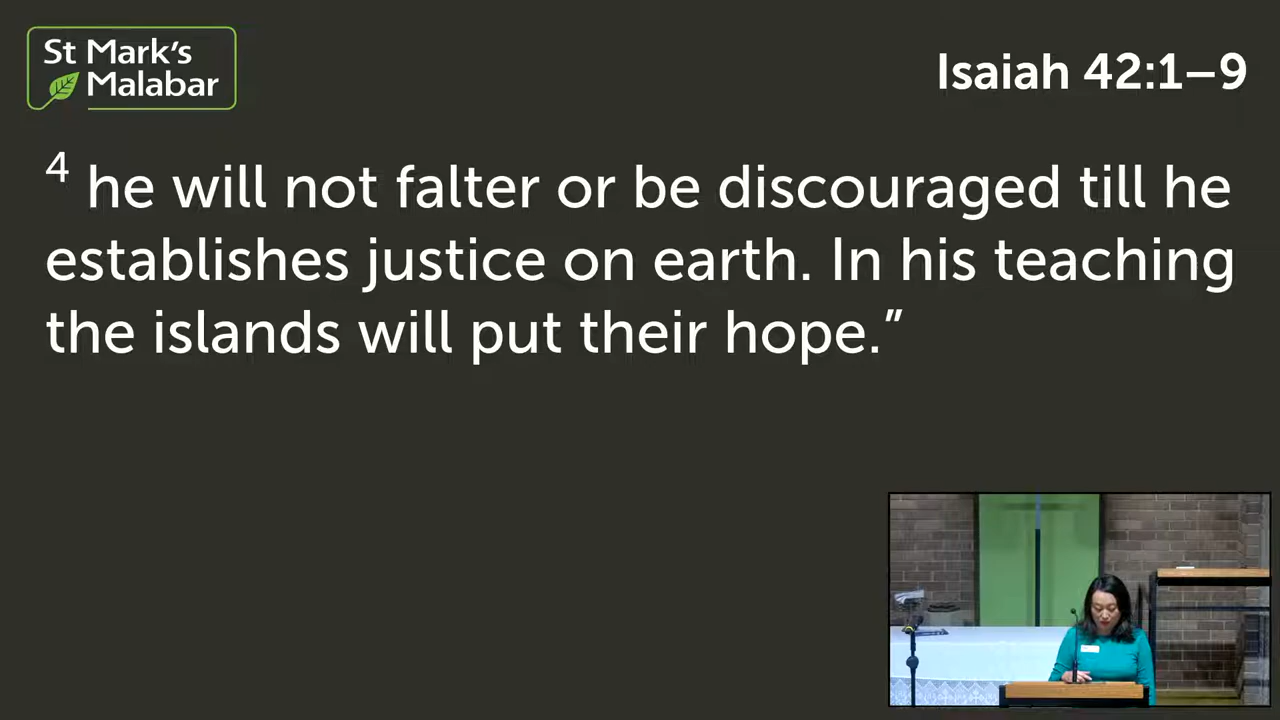 St Mark's
Malabar
Isaiah 42:1–9
4 he will not falter or be discouraged till he
establishes justice on earth. In his teaching
the islands will put their hope.”